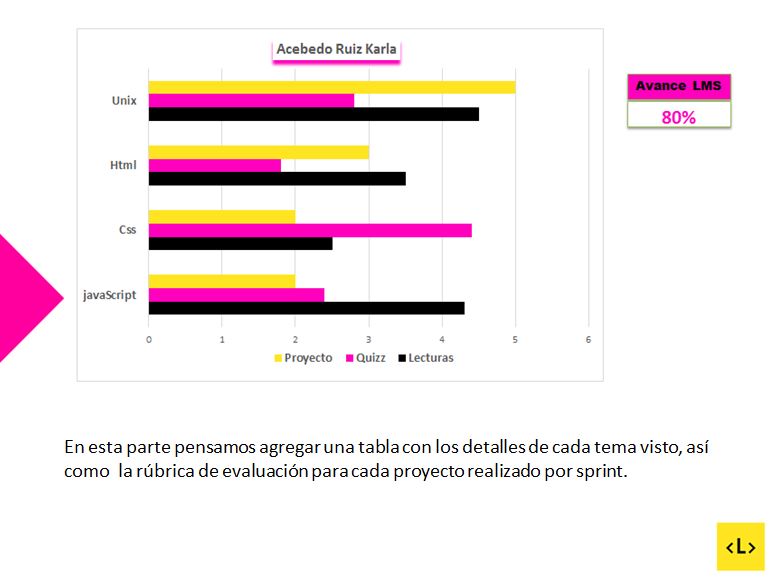 Acebedo Ruiz Karla
Avance LMS
80%
Unix
Html
Css
javaScript
0 1 2 3 4 5 6
Proyecto Quizz Lecturas
En esta parte pensamos agregar una tabla con los detalles de cada tema visto, así
como la rúbrica de evaluación para cada proyecto realizado por sprint.
<L>